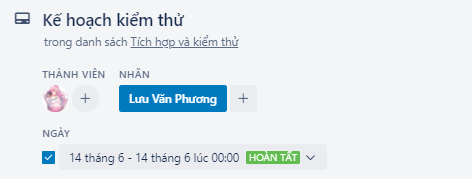 Kế hoạch kiểm thử
trong danh sách Tích hợp và kiểm thử
THÀNH VIÊN NHÃN
Lưu Văn Phương
NGÀY
14 tháng 6 - 14 tháng 6 lúc 00:00 HOÀN TẤT